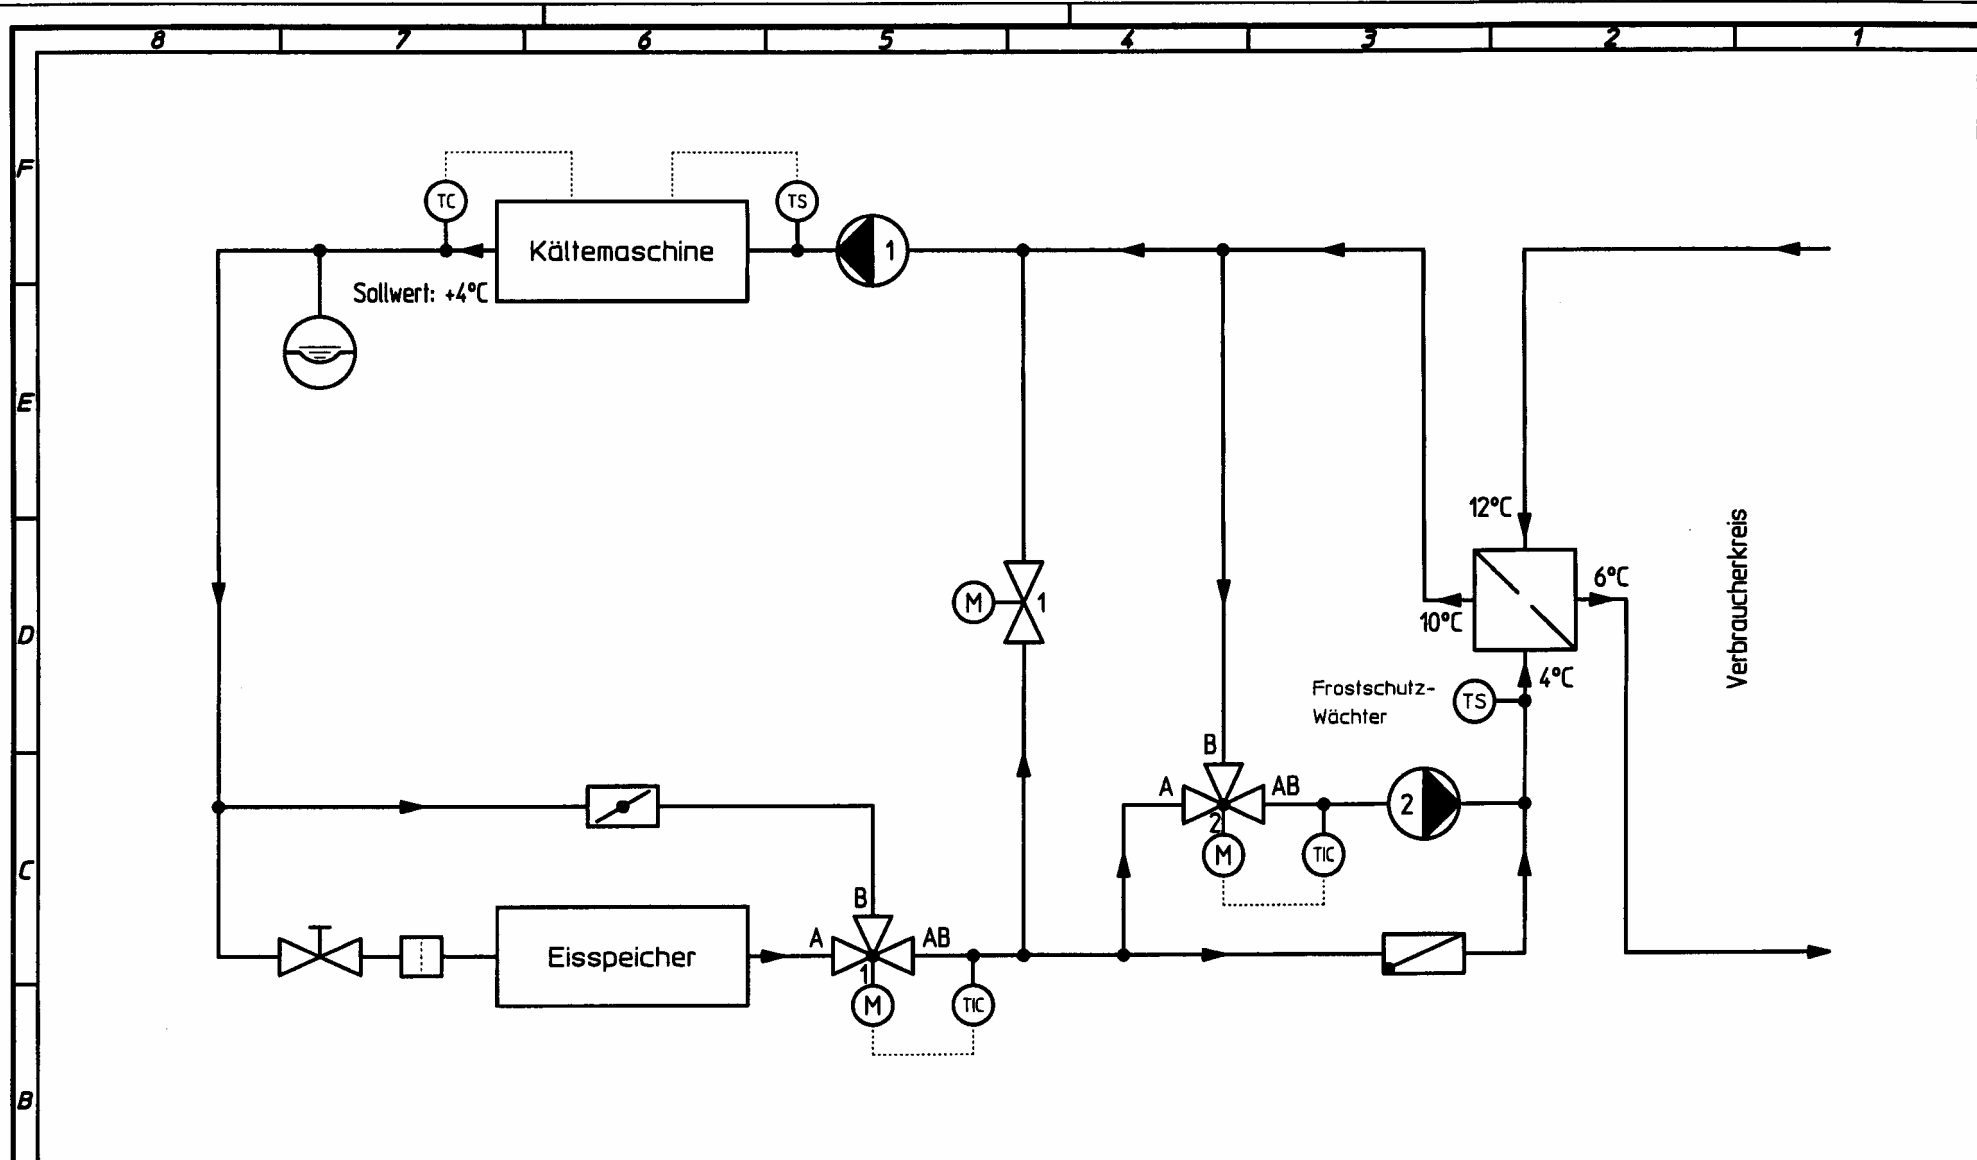 8 7 6 5 4 3 2 1
F
TC
TS
Kältemaschine
1
Sollwert: +4°C
E
12°C
Verbraucherkreis
M
1
6°C
10°C
D
4°C
Frostschutz-
Wächter
TS
B
A
AB
2
2
M
TIC
C
B
A
AB
Eisspeicher
1
M
TIC
B